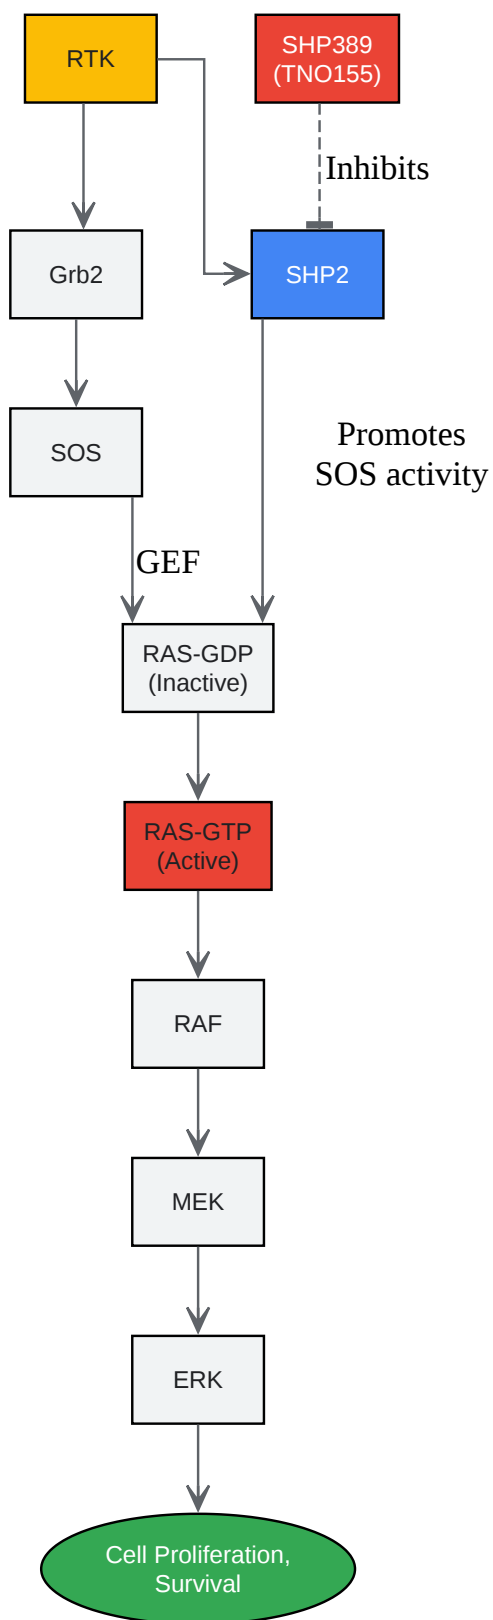 RTK
SHP389
(TNO155)
Inhibits
Grb2
SHP2
SOS
Promotes
SOS activity
GEF
RAS-GDP
(Inactive)
RAS-GTP
(Active)
RAF
MEK
ERK
Cell Proliferation,
Survival